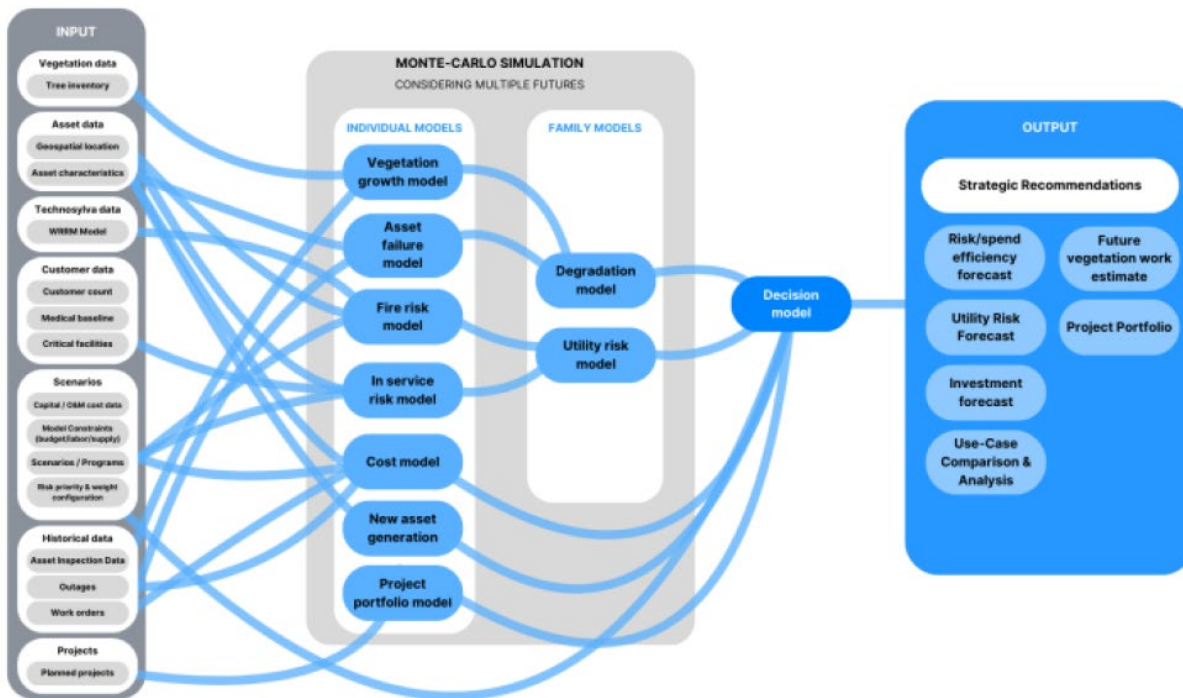 INPUT
Vegetation data
Tree inventory
Asset data
Geospatial location
Asset characteristics
Technosylva data
WRRM Model
Customer data
Customer count
Medical baseline
Critical facilities
Scenarios
Capital / O&M cost data
Model Constraints
(budget/labor/supply)
Scenarios / Programs
Risk priority & weight
configuration
Historical data
Asset Inspection Data
Outages
Work orders
Projects
Planned projects
MONTE-CARLO SIMULATION
CONSIDERING MULTIPLE FUTURES
INDIVIDUAL MODELS
Vegetation
growth model
Asset
failure
model
Fire risk
model
In service
risk model
Cost model
New asset
generation
Project
portfolio model
FAMILY MODELS
Degradation
model
Utility risk
model
Decision
model
OUTPUT
Strategic Recommendations
Risk/spend
efficiency
forecast
Future
vegetation work
estimate
Utility Risk
Forecast
Project Portfolio
Investment
forecast
Use-Case
Comparison &
Analysis